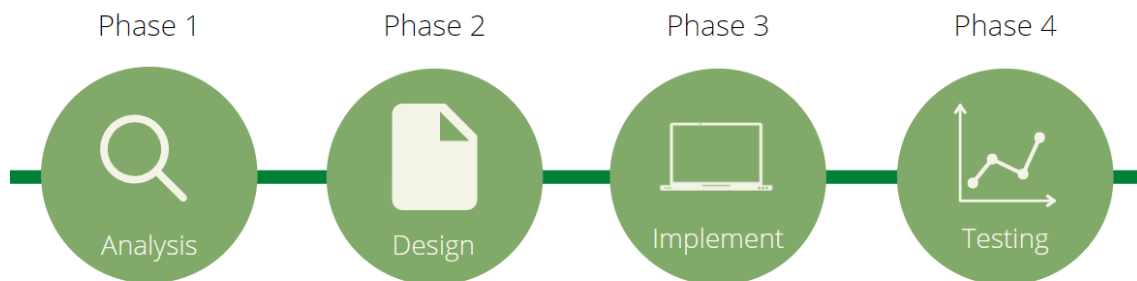 Phase 1
Phase 2
Phase 3
Phase 4
Analysis
Design
Implement
Testing